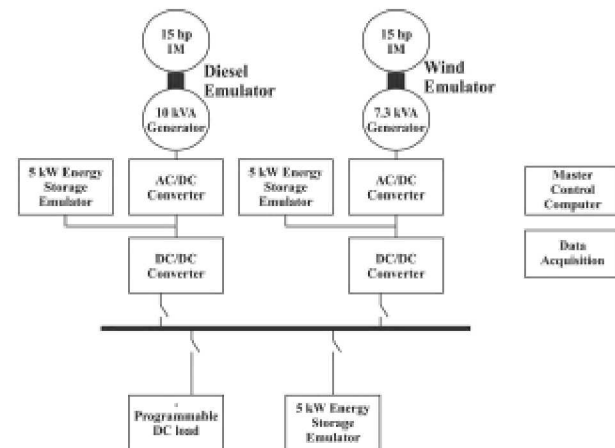 15 hp
IM
15 hp
IM
Diesel
Emulator
Wind
Emulator
10 kVA
Generator
7.3 kVA
Generator
5 kW Energy
Storage
Emulator
AC/DC
Converter
5 kW Energy
Storage
Emulator
AC/DC
Converter
Master
Control
Computer
DC/DC
Converter
DC/DC
Converter
Data
Acquisition
Programmable
DC load
5 kW Energy
Storage
Emulator